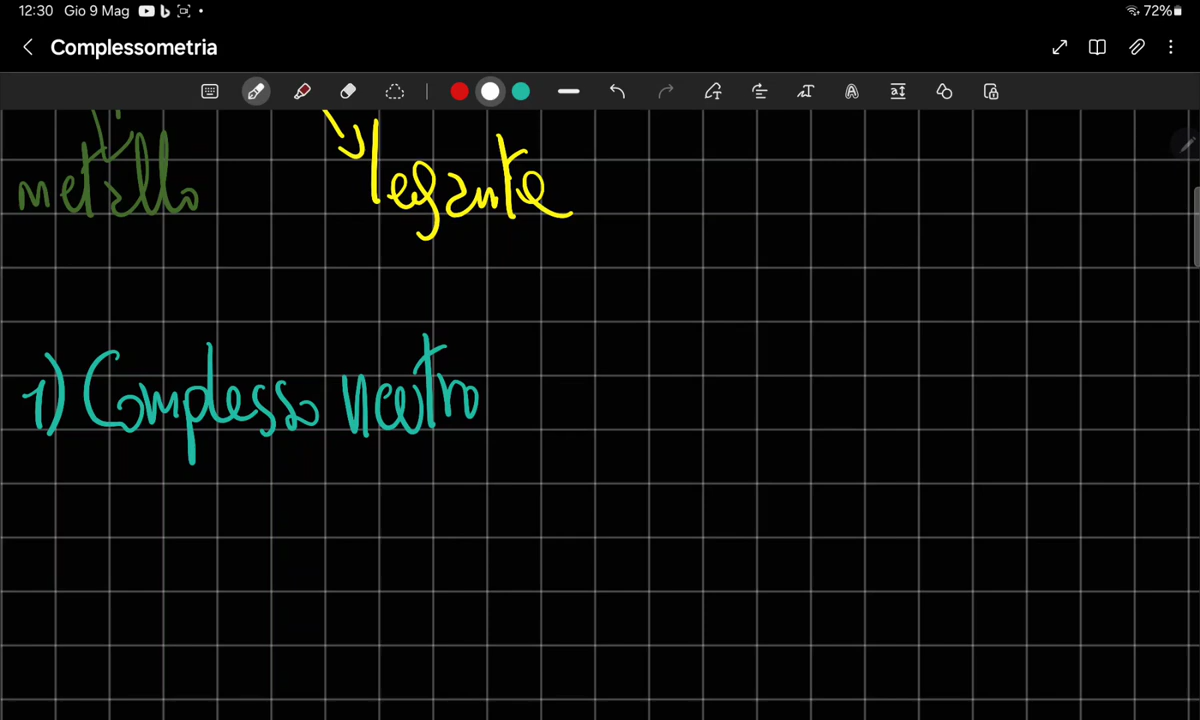 12:30 Gio 9 Mag
72%
Complessometria
metallo
legante
1) Complesso neutro